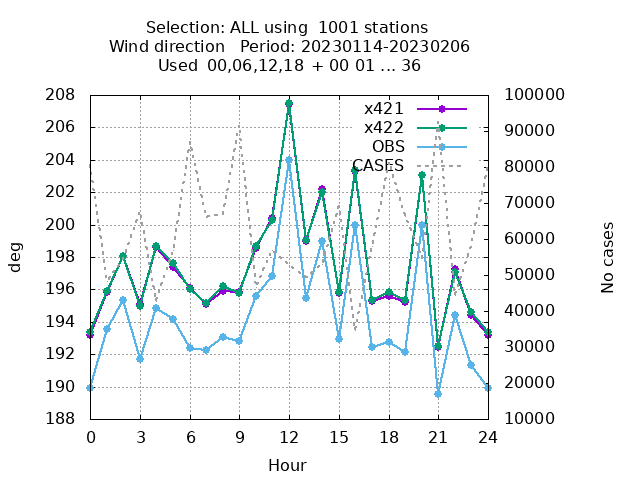 Selection: ALL using  1001 stations
Wind direction   Period: 20230114-20230206
Used  00,06,12,18  + 00 01 ... 36
208 100000
206 90000
204 80000
202 70000
200 60000
198 50000
196 40000
194 30000
192 20000
190 10000
188
x421
x422
OBS
CASES
deg
No cases
0 3 6 9 12 15 18 21 24
Hour